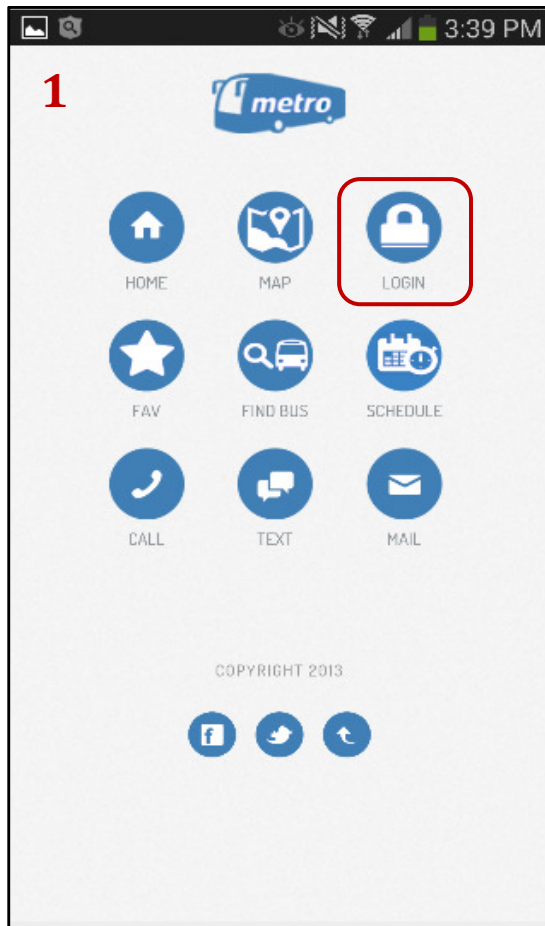 3:39 PM
1
metro
HOME MAP LOGIN
FAV FIND BUS SCHEDULE
CALL TEXT MAIL
COPYRIGHT 2013
f